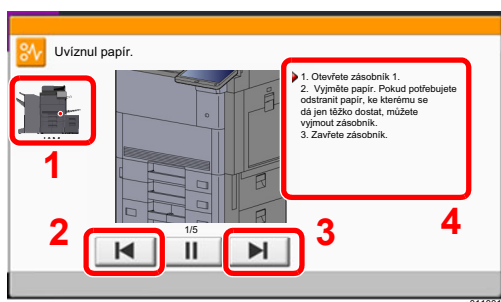 Uvíznul papír.
1. Otevřete zásobník 1.
2. Vyjměte papír. Pokud potřebujete
odstranit papír, ke kterému se
dá jen těžko dostat, můžete
vyjmout zásobník.
3. Zavřete zásobník.
1
4
1/5
2
3